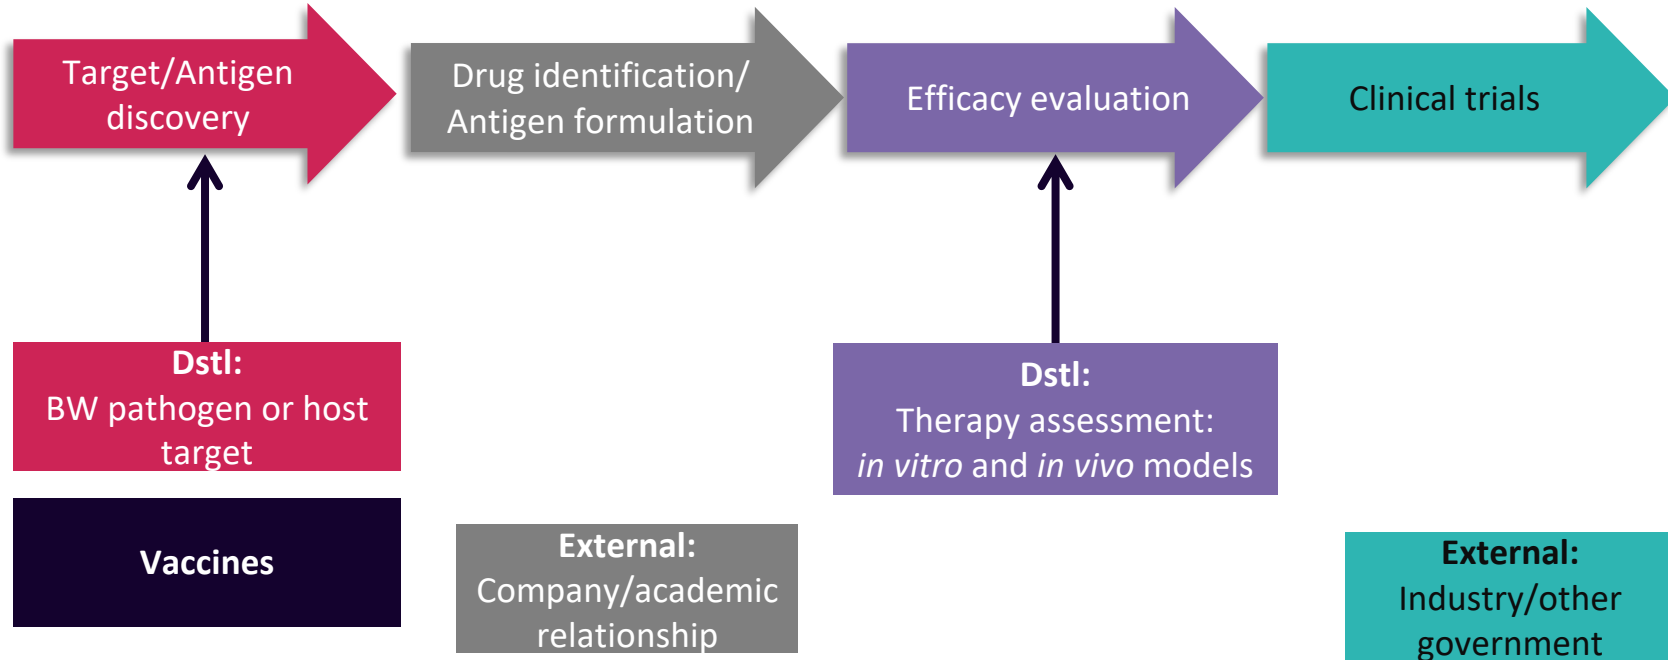 Target/Antigen
discovery
Drug identification/
Antigen formulation
Efficacy evaluation
Clinical trials
Dstl:
BW pathogen or host
target
Dstl:
Therapy assessment:
in vitro and in vivo models
Vaccines
External:
Company/academic
relationship
External:
Industry/other
government